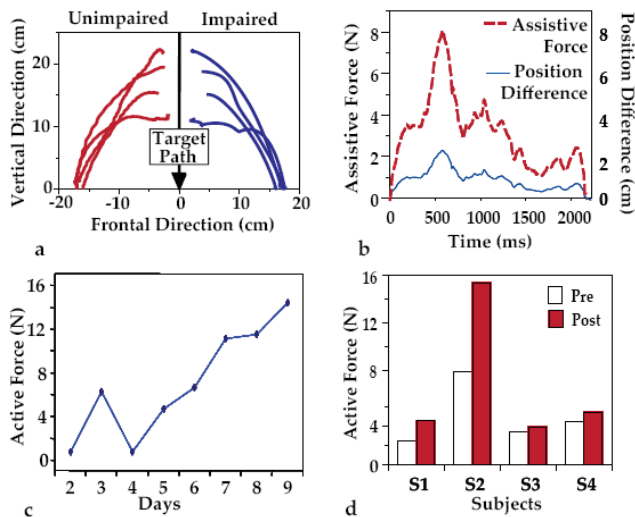 Unimpaired Impaired
Vertical Direction (cm)
20
15
10
5
0
Target
Path
-20 -10 0 10 20
Frontal Direction (cm)
a
Assistive Force (N)
8
6
4
2
0
Assistive
Force
Position
Difference
8
6
4
2
0
Position Difference (cm)
0 500 1000 1500 2000
Time (ms)
b
Active Force (N)
16
12
8
4
0
2 3 4 5 6 7 8 9
Days
c
Active Force (N)
16
12
8
4
0
Pre
Post
S1 S2 S3 S4
Subjects
d